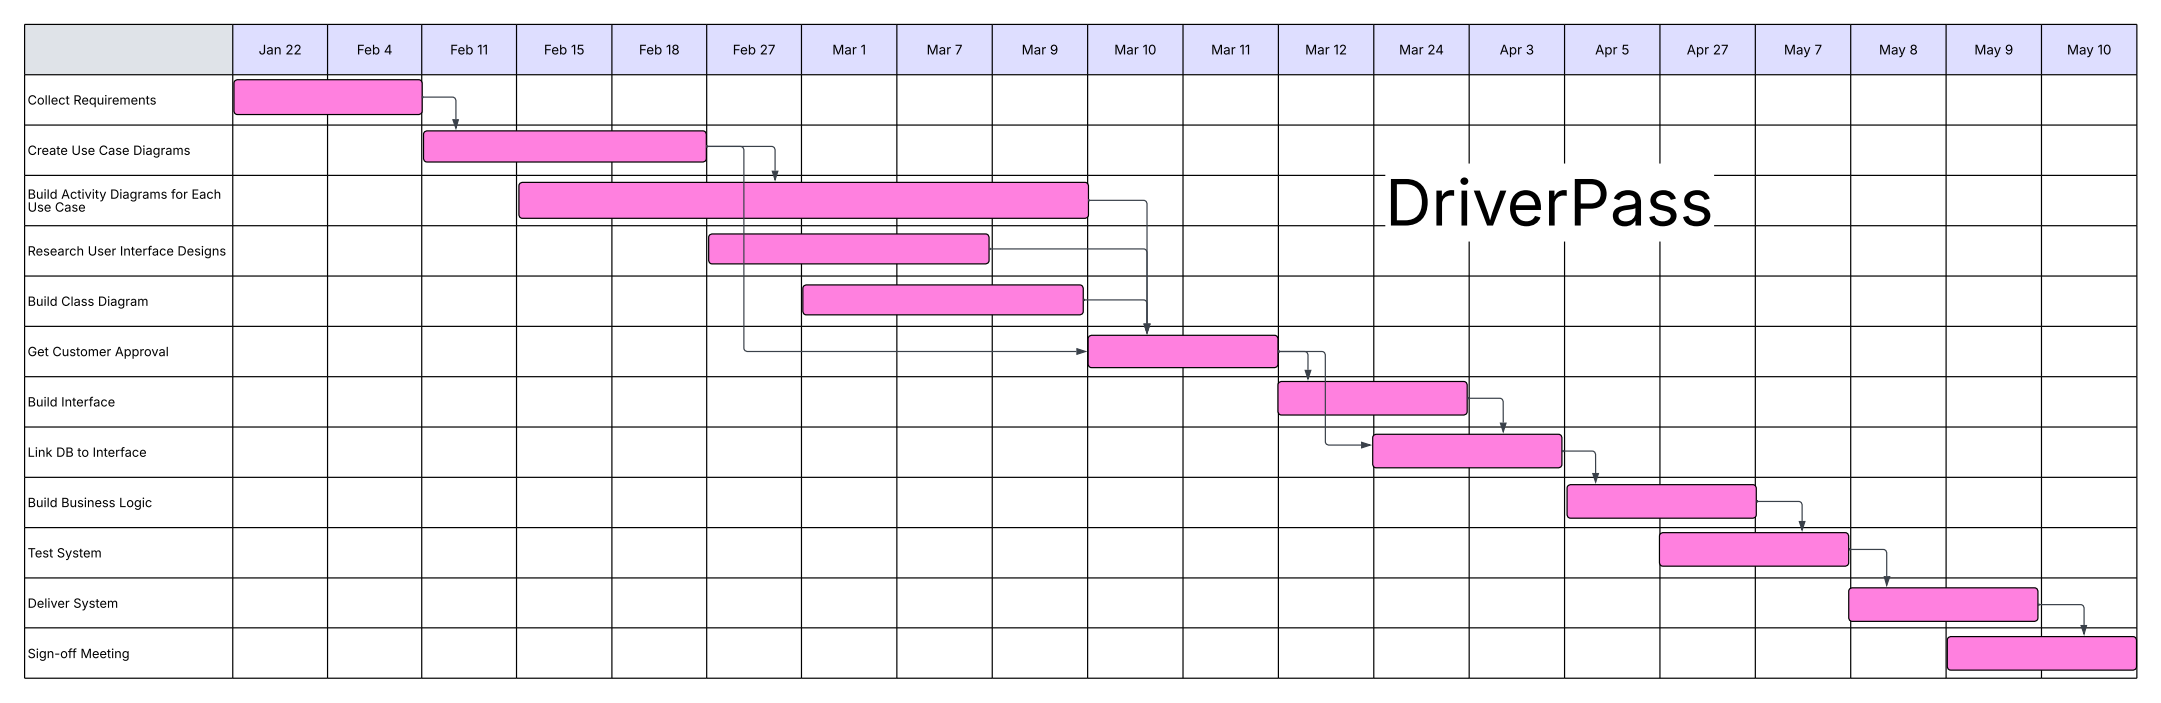 Jan 22 Feb 4 Feb 11 Feb 15 Feb 18 Feb 27 Mar 1 Mar 7 Mar 9 Mar 10 Mar 11 Mar 12 Mar 24 Apr 3 Apr 5 Apr 27 May 7 May 8 May 9 May 10
Collect Requirements
Create Use Case Diagrams
Build Activity Diagrams for Each
Use Case
DriverPass
Research User Interface Designs
Build Class Diagram
Get Customer Approval
Build Interface
Link DB to Interface
Build Business Logic
Test System
Deliver System
Sign-off Meeting